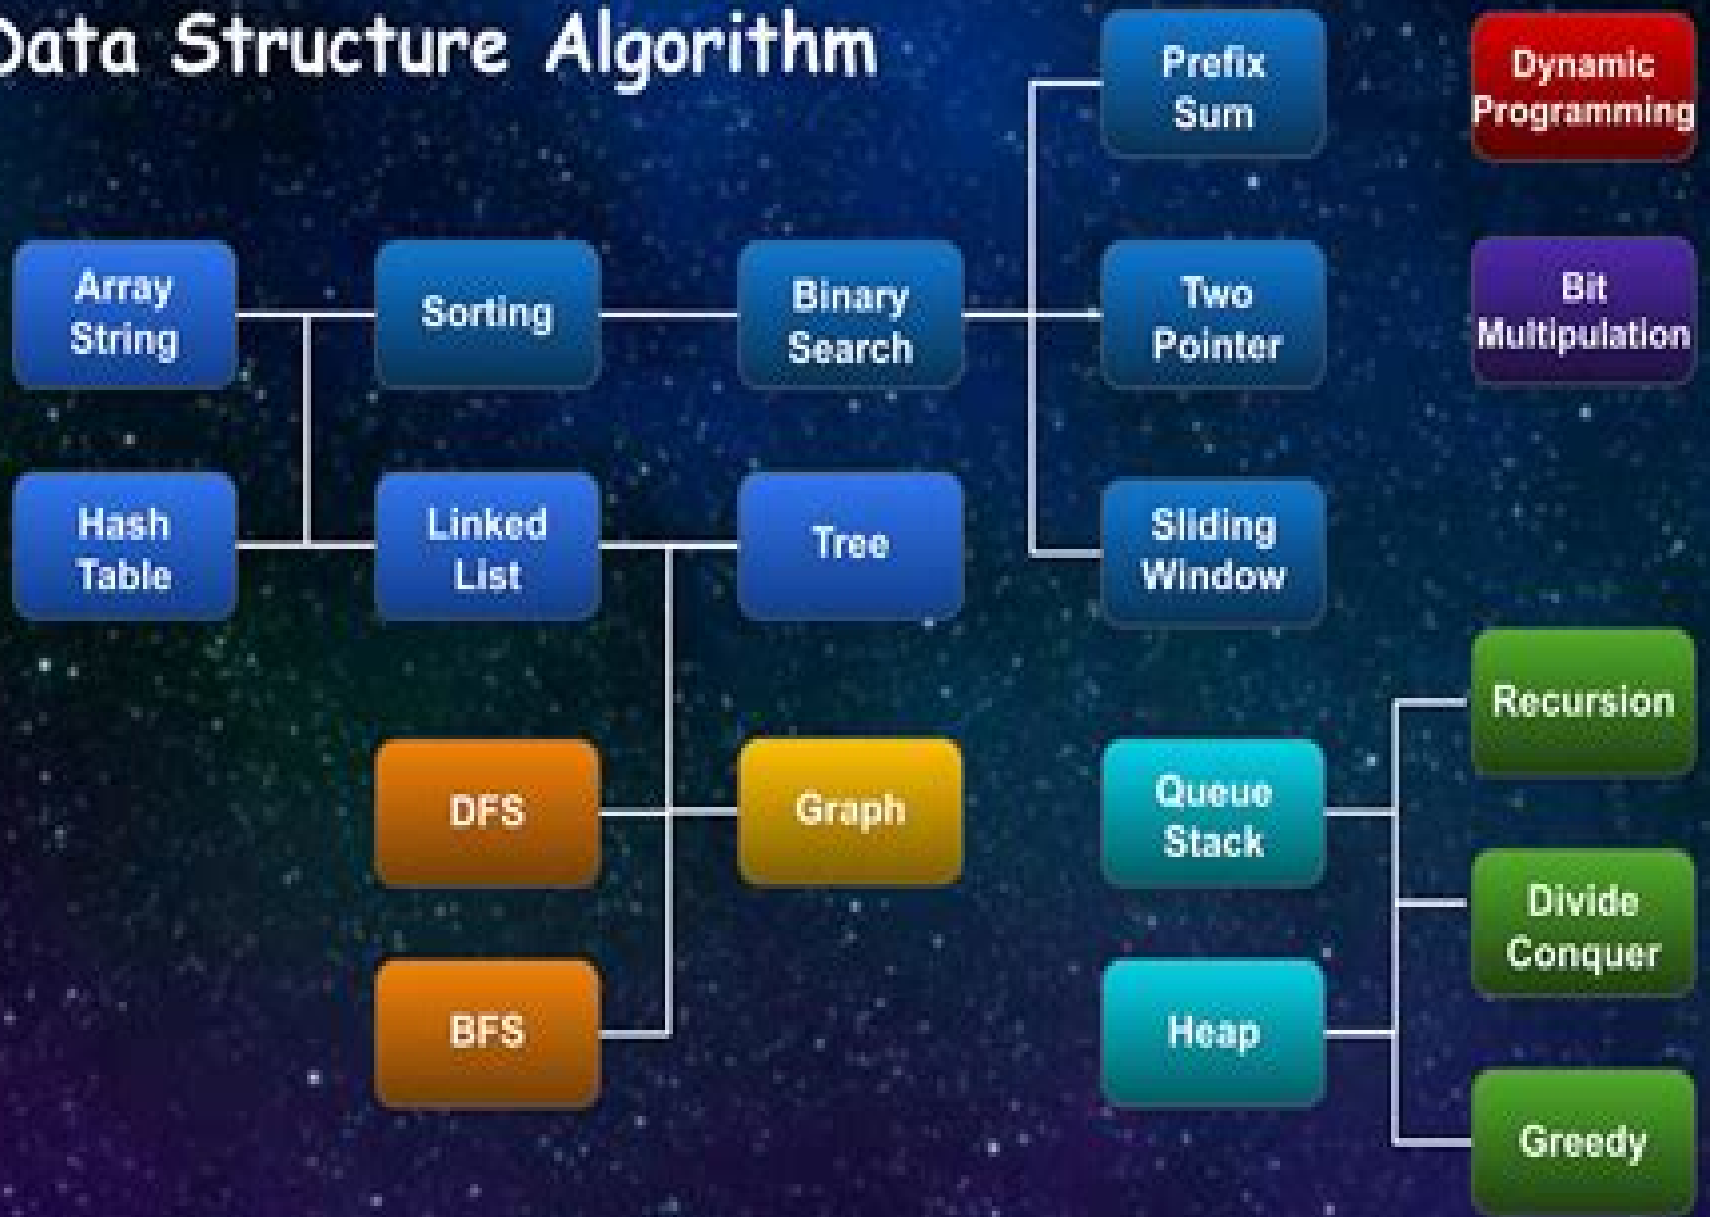 Data Structure Algorithm
Prefix
Sum
Dynamic
Programming
Array
String
Sorting
Binary
Search
Two
Pointer
Bit
Multipulation
Hash
Table
Linked
List
Tree
Sliding
Window
Recursion
DFS
Graph
Queue
Stack
Divide
Conquer
BFS
Heap
Greedy